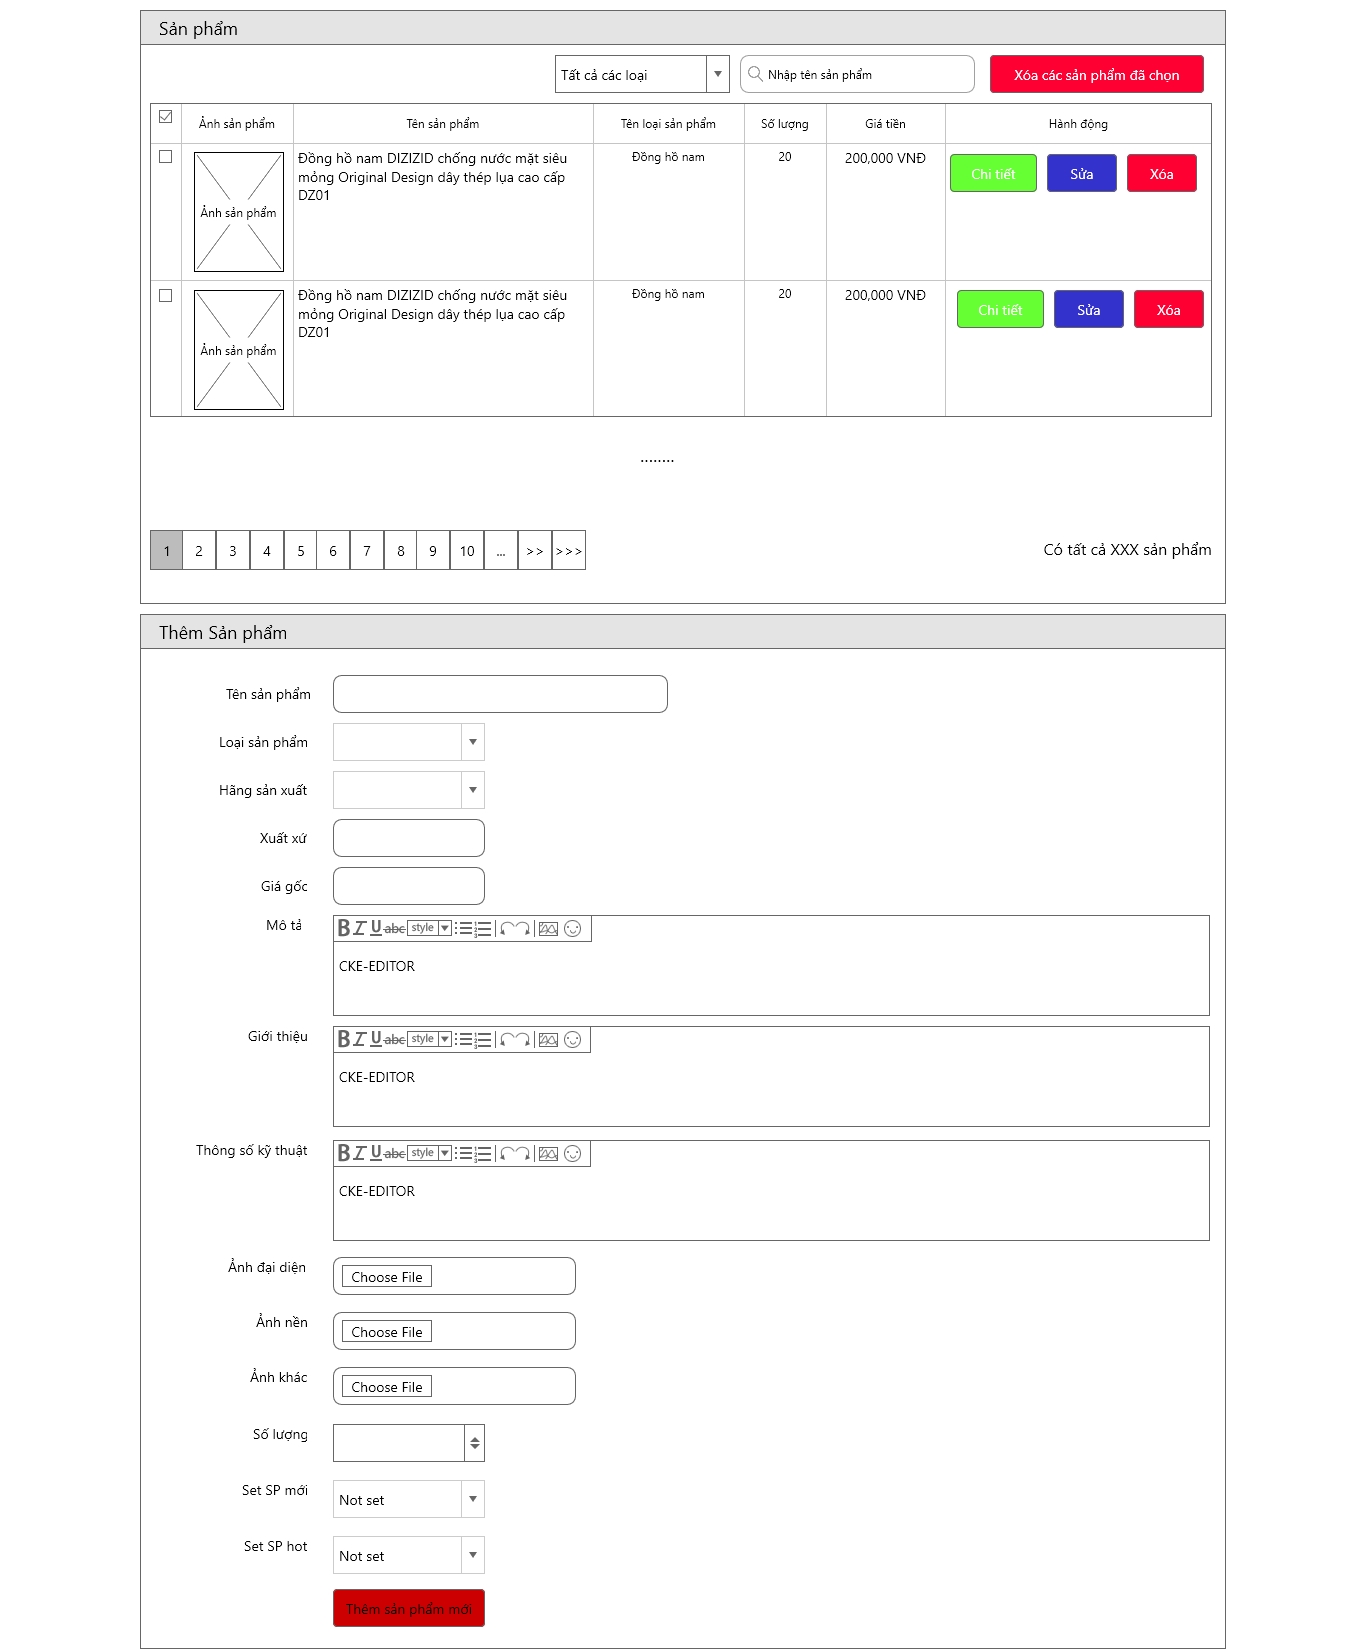 Sản phẩm
Tất cả các loại
Nhập tên sản phẩm
Xóa các sản phẩm đã chọn
Ảnh sản phẩm
Tên sản phẩm
Tên loại sản phẩm
Số lượng
Giá tiền
Hành động
Ảnh sản phẩm
Đồng hồ nam DIZIZID chống nước mặt siêu
mỏng Original Design dây thép lụa cao cấp
DZ01
Đồng hồ nam
20
200,000 VNĐ
Chi tiết
Sửa
Xóa
Ảnh sản phẩm
Đồng hồ nam DIZIZID chống nước mặt siêu
mỏng Original Design dây thép lụa cao cấp
DZ01
Đồng hồ nam
20
200,000 VNĐ
Chi tiết
Sửa
Xóa
........
1 2 3 4 5 6 7 8 9 10 ... >> >>>
Có tất cả XXX sản phẩm
Thêm Sản phẩm
Tên sản phẩm
Loại sản phẩm
Hãng sản xuất
Xuất xứ
Giá gốc
Mô tả
B I U abc style
CKE-EDITOR
Giới thiệu
B I U abc style
CKE-EDITOR
Thông số kỹ thuật
B I U abc style
CKE-EDITOR
Ảnh đại diện
Choose File
Ảnh nền
Choose File
Ảnh khác
Choose File
Số lượng
Set SP mới
Not set
Set SP hot
Not set
Thêm sản phẩm mới